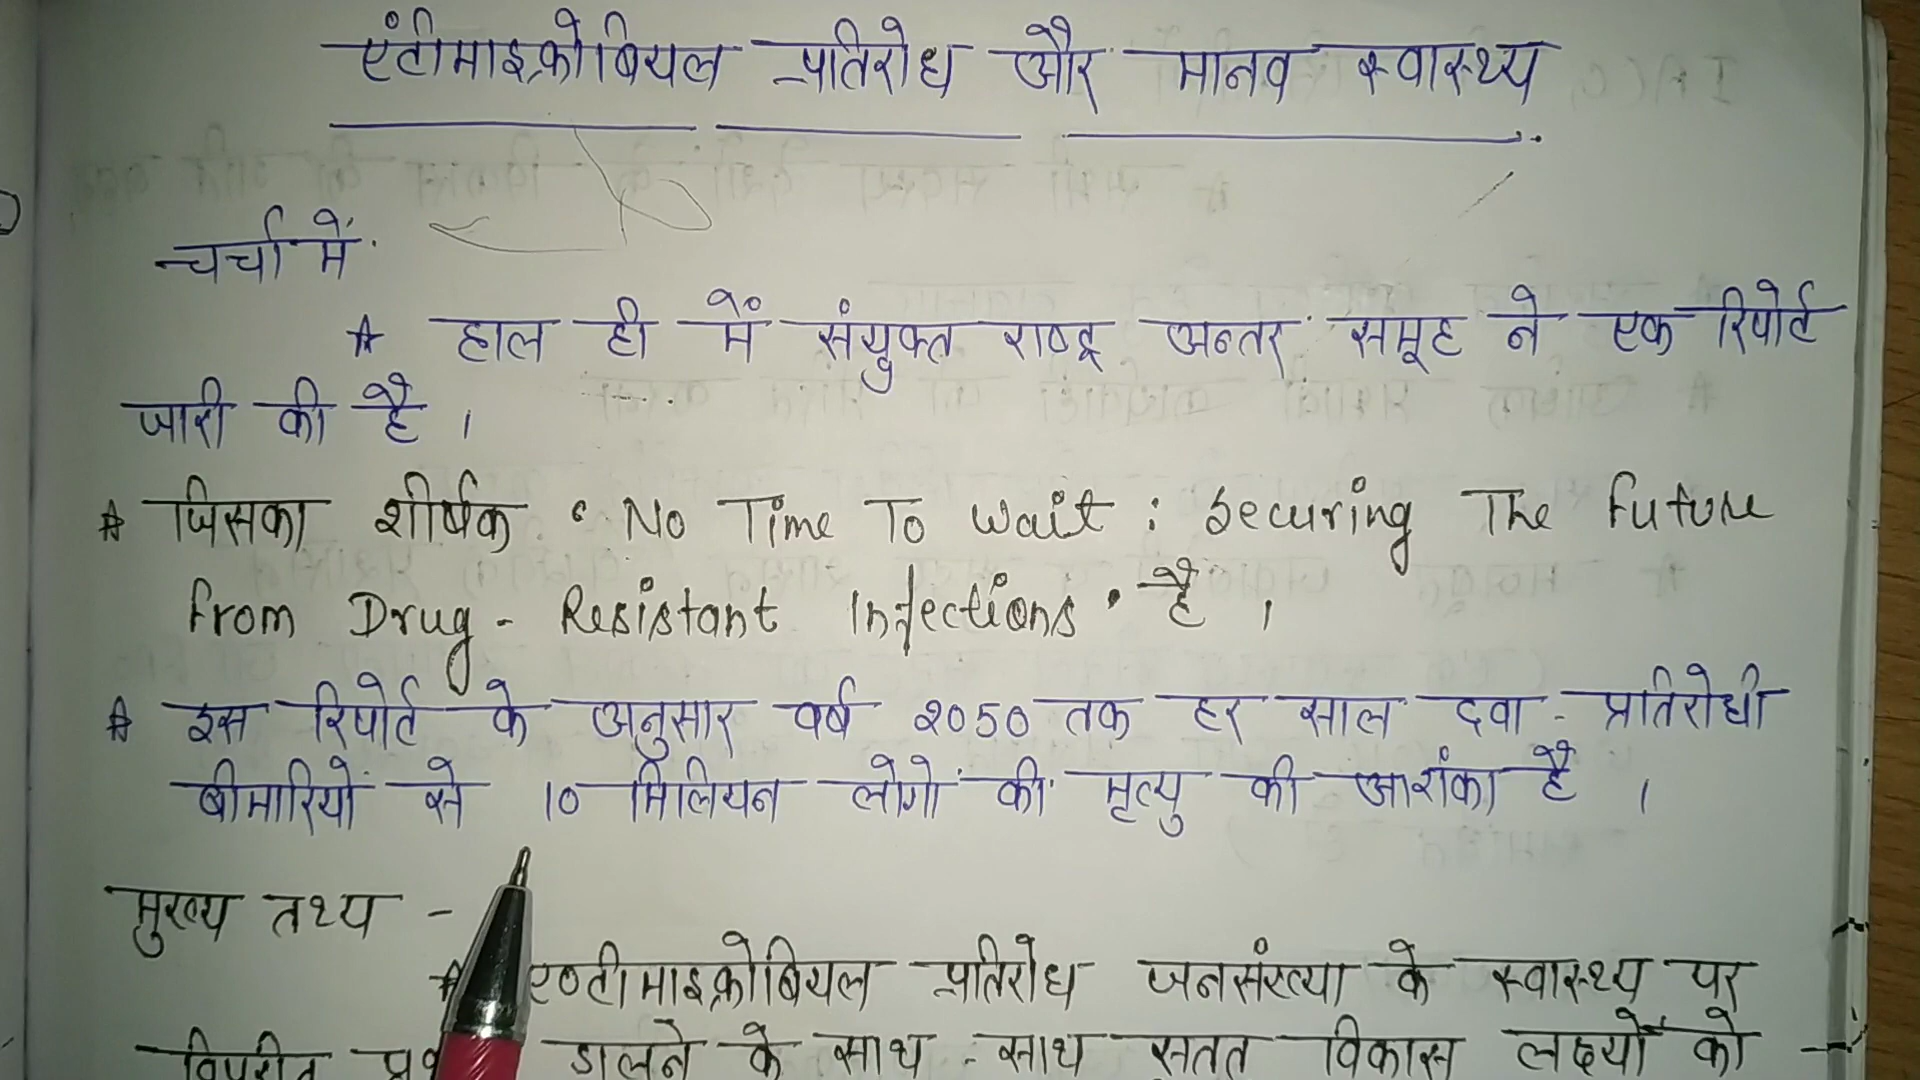 एंटीमाइक्रोबियल प्रतिरोध और मानव स्वास्थ्य
चर्चा में
☆ हाल ही में संयुक्त राष्ट्र अन्तर समूह ने एक रिपोर्ट
जारी की है ।
☆ जिसका शीर्षक ' No Time To Wait : Securing The Future
From Drug - Resistant Infections ' है ।
☆ इस रिपोर्ट के अनुसार वर्ष 2050 तक हर साल दवा - प्रतिरोधी
बीमारियों से 10 मिलियन लोगों की मृत्यु की आशंका है ।
मुख्य तथ्य -
☆ एण्टीमाइक्रोबियल प्रतिरोध जनसंख्या के स्वास्थ्य पर
विपरीत डालने के साथ - साथ सतत विकास लक्ष्यों को